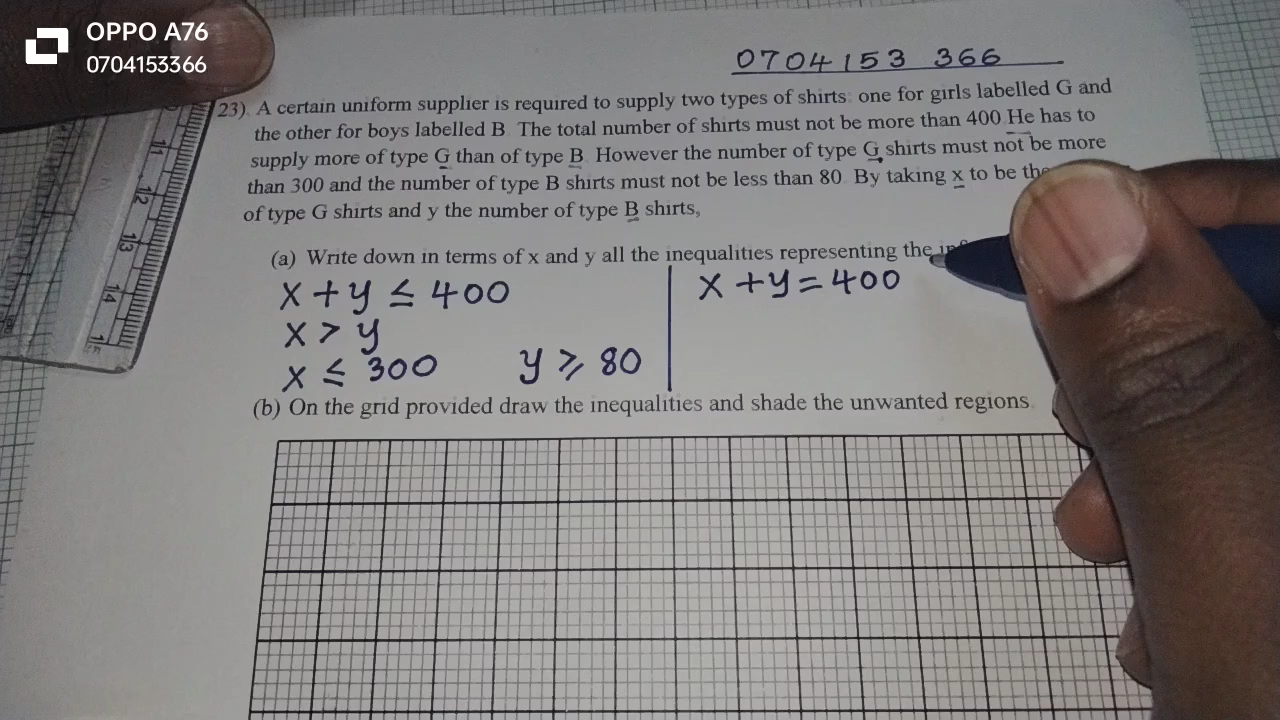 OPPO A76
0704153366
0704153 366
23). A certain uniform supplier is required to supply two types of shirts: one for girls labelled G and
the other for boys labelled B. The total number of shirts must not be more than 400. He has to
supply more of type G than of type B. However the number of type G shirts must not be more
than 300 and the number of type B shirts must not be less than 80. By taking x to be the
of type G shirts and y the number of type B shirts,
(a) Write down in terms of x and y all the inequalities representing the
x + y ≤ 400
x > y
x ≤ 300 y ≥ 80
x + y = 400
(b) On the grid provided draw the inequalities and shade the unwanted regions.
11
12
13
14